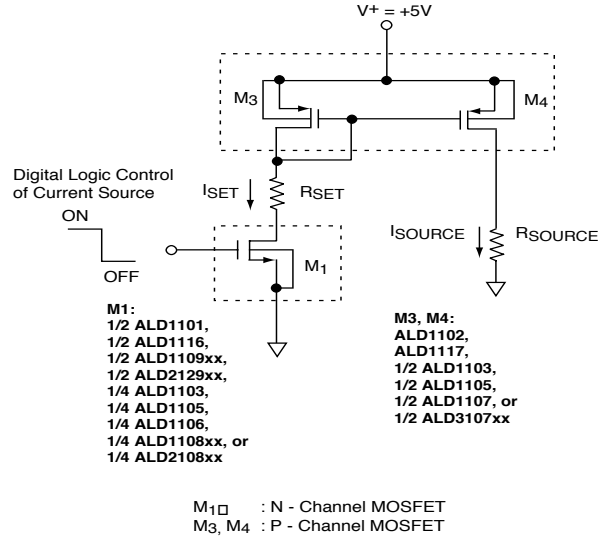 V+ = +5V
M3
M4
Digital Logic Control
of Current Source
ON
OFF
ISET
RSET
M1
ISOURCE
RSOURCE
M1:
1/2 ALD1101,
1/2 ALD1116,
1/2 ALD1109xx,
1/2 ALD2129xx,
1/4 ALD1103,
1/4 ALD1105,
1/4 ALD1106,
1/4 ALD1108xx, or
1/4 ALD2108xx
M3, M4:
ALD1102,
ALD1117,
1/2 ALD1103,
1/2 ALD1105,
1/2 ALD1107, or
1/2 ALD3107xx
M1□ : N - Channel MOSFET
M3, M4 : P - Channel MOSFET